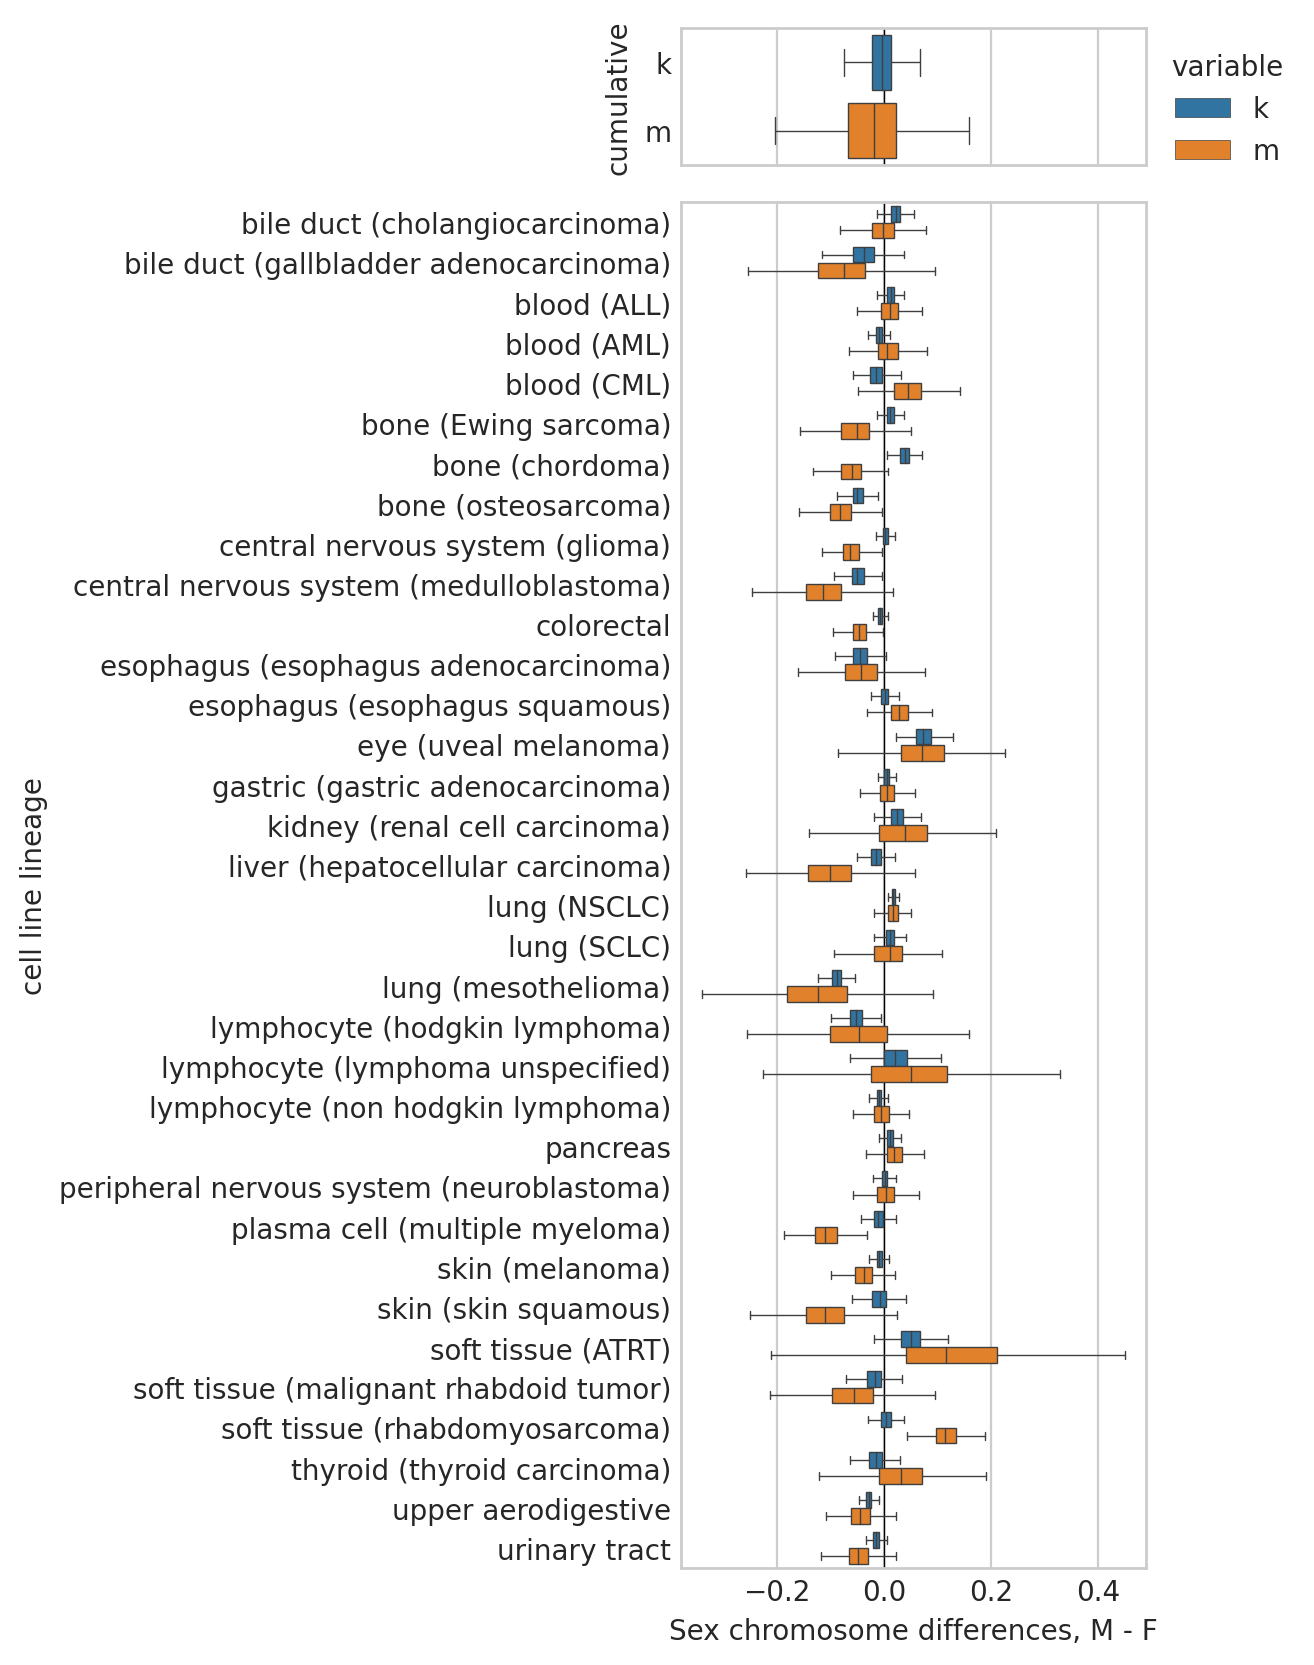 cumulative
k
m
variable
k
m
cell line lineage
bile duct (cholangiocarcinoma)
bile duct (gallbladder adenocarcinoma)
blood (ALL)
blood (AML)
blood (CML)
bone (Ewing sarcoma)
bone (chordoma)
bone (osteosarcoma)
central nervous system (glioma)
central nervous system (medulloblastoma)
colorectal
esophagus (esophagus adenocarcinoma)
esophagus (esophagus squamous)
eye (uveal melanoma)
gastric (gastric adenocarcinoma)
kidney (renal cell carcinoma)
liver (hepatocellular carcinoma)
lung (NSCLC)
lung (SCLC)
lung (mesothelioma)
lymphocyte (hodgkin lymphoma)
lymphocyte (lymphoma unspecified)
lymphocyte (non hodgkin lymphoma)
pancreas
peripheral nervous system (neuroblastoma)
plasma cell (multiple myeloma)
skin (melanoma)
skin (skin squamous)
soft tissue (ATRT)
soft tissue (malignant rhabdoid tumor)
soft tissue (rhabdomyosarcoma)
thyroid (thyroid carcinoma)
upper aerodigestive
urinary tract
−0.2 0.0 0.2 0.4
Sex chromosome differences, M - F